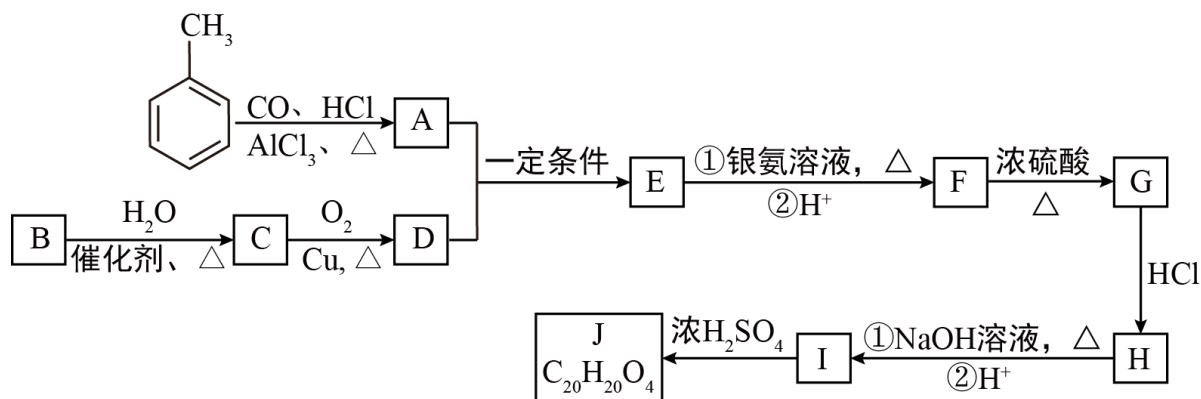 CH₃
CO、HCl
AlCl₃、△
A
一定条件
E
①银氨溶液，△
②H⁺
F
浓硫酸
△
G
B
H₂O
催化剂、△
C
O₂
Cu, △
D
HCl
J
C₂₀H₂₀O₄
浓H₂SO₄
I
①NaOH溶液，△
②H⁺
H